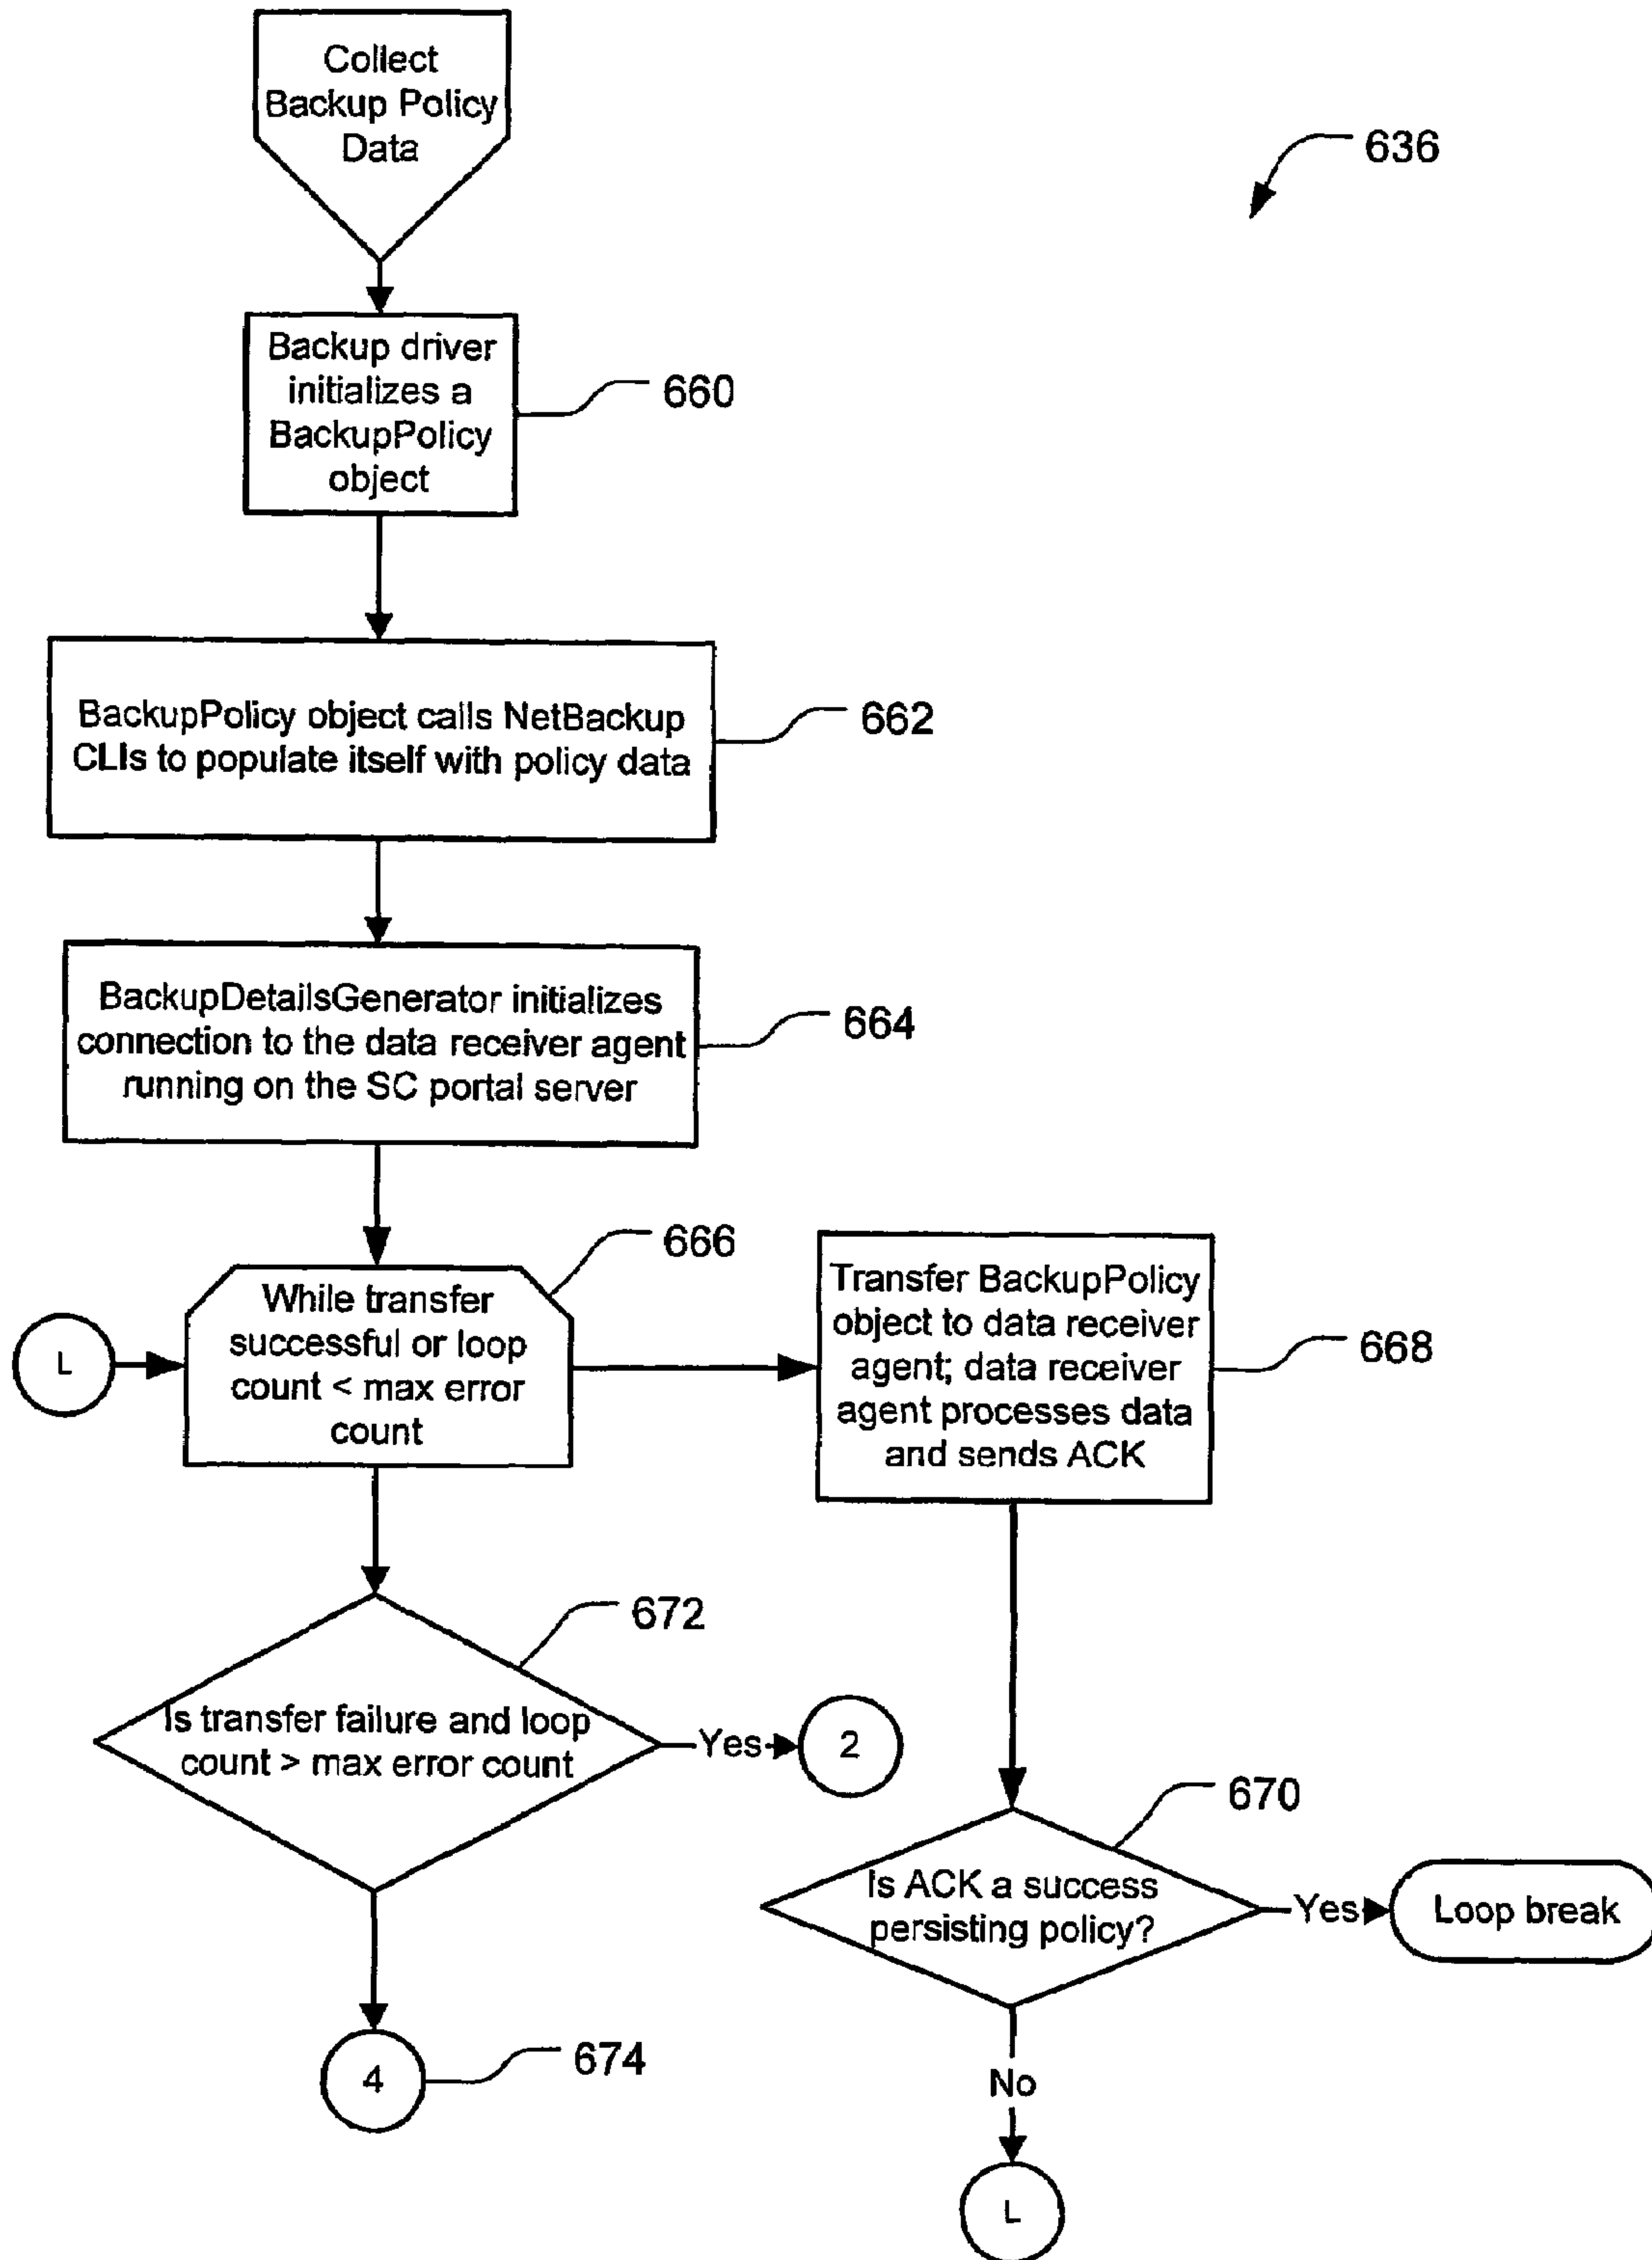 Collect
Backup Policy
Data
636
Backup driver
initializes a
BackupPolicy
object
660
BackupPolicy object calls NetBackup
CLIs to populate itself with policy data
662
BackupDetailsGenerator initializes
connection to the data receiver agent
running on the SC portal server
664
666
L
While transfer
successful or loop
count < max error
count
Transfer BackupPolicy
object to data receiver
agent; data receiver
agent processes data
and sends ACK
668
672
Is transfer failure and loop
count > max error count
Yes
2
670
Is ACK a success
persisting policy?
Yes
Loop break
4
674
No
L